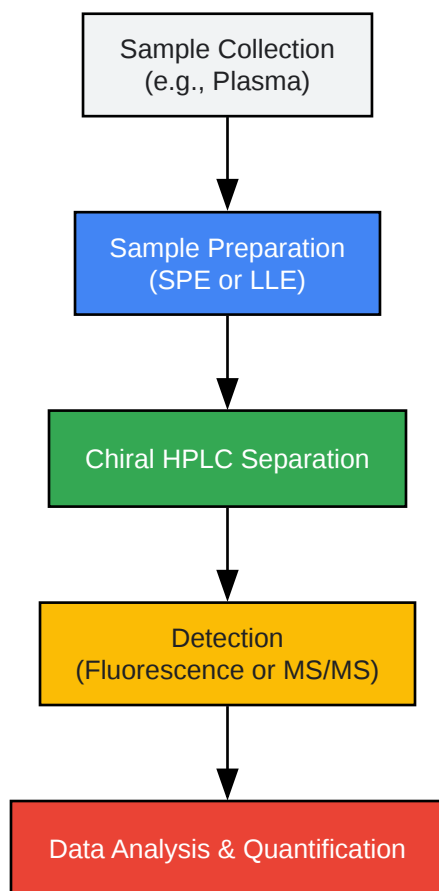 Sample Collection
(e.g., Plasma)
Sample Preparation
(SPE or LLE)
Chiral HPLC Separation
Detection
(Fluorescence or MS/MS)
Data Analysis & Quantification